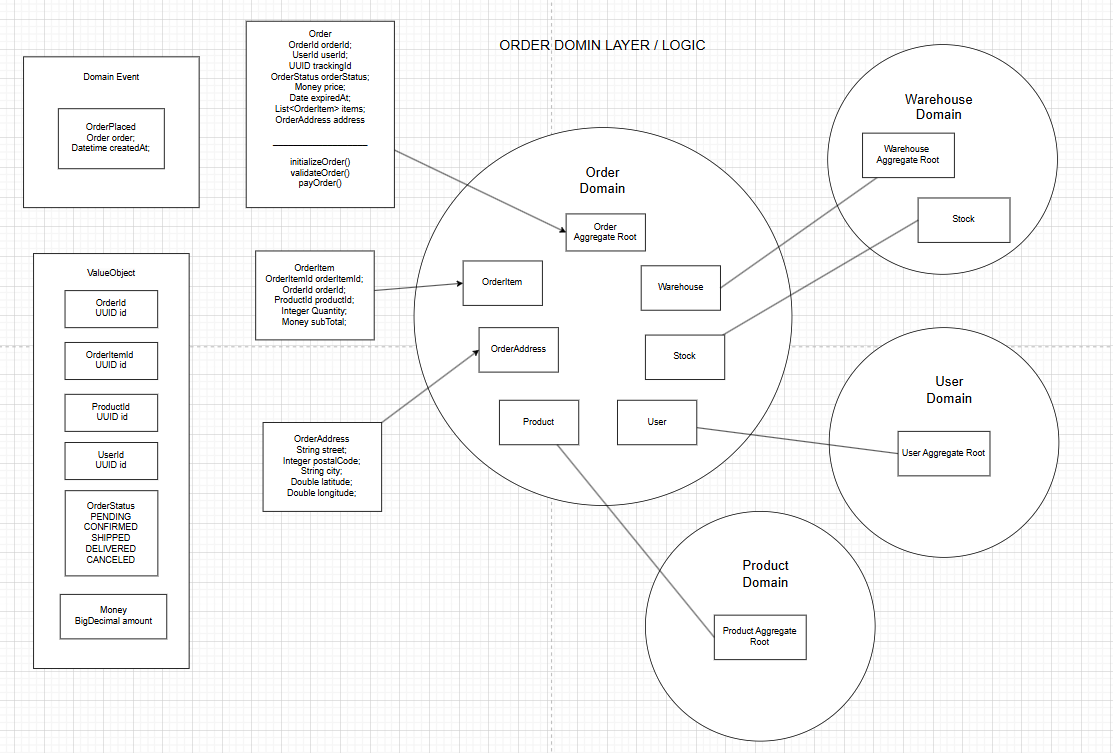 ORDER DOMIN LAYER / LOGIC
Domain Event
OrderPlaced
Order order;
Datetime createdAt;
Order
OrderId orderId;
UserId userId;
UUID trackingId
OrderStatus orderStatus;
Money price;
Date expiredAt;
List<OrderItem> items;
OrderAddress address
initializeOrder()
validateOrder()
payOrder()
ValueObject
OrderId
UUID id
OrderItemId
UUID id
ProductId
UUID id
UserId
UUID id
OrderStatus
PENDING
CONFIRMED
SHIPPED
DELIVERED
CANCELED
Money
BigDecimal amount
OrderItem
OrderItemId orderItemId;
OrderId orderId;
ProductId productId;
Integer Quantity;
Money subTotal;
OrderAddress
String street;
Integer postalCode;
String city;
Double latitude;
Double longitude;
Order
Domain
Order
Aggregate Root
OrderItem
Warehouse
OrderAddress
Stock
Product
User
Warehouse
Domain
Warehouse
Aggregate Root
Stock
User
Domain
User Aggregate Root
Product
Domain
Product Aggregate
Root